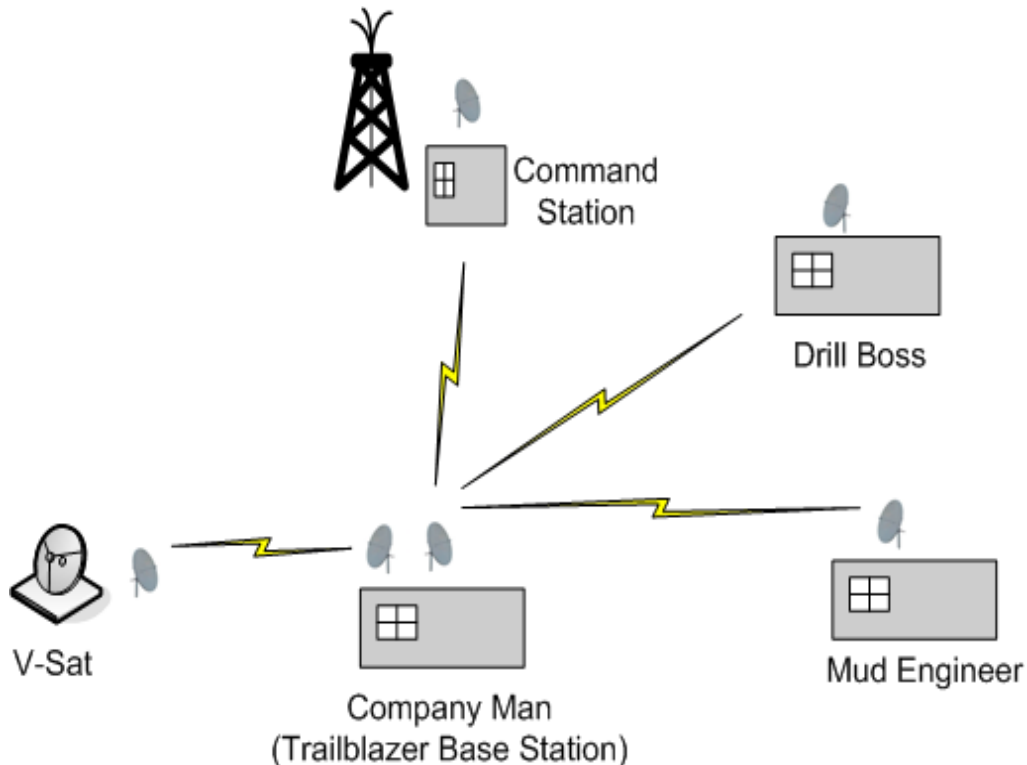 Command
Station
Drill Boss
V-Sat
Mud Engineer
Company Man
(Trailblazer Base Station)